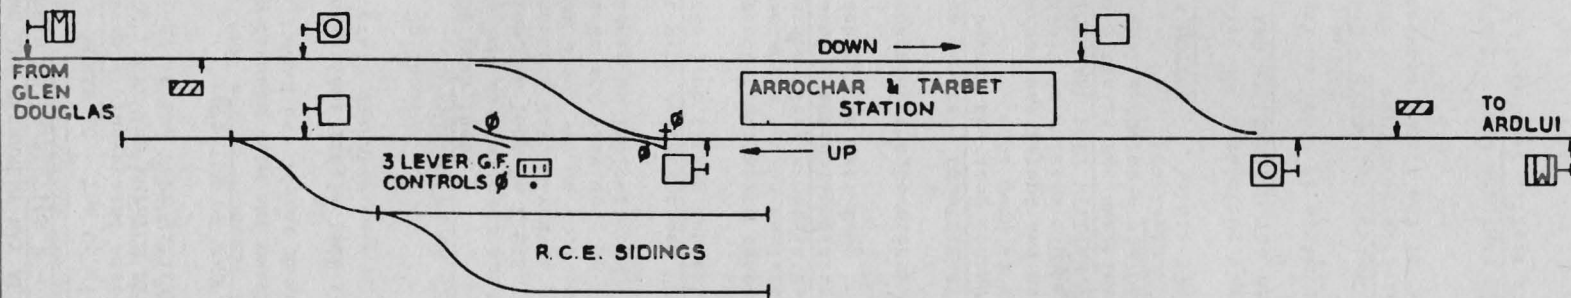 DOWN
FROM
GLEN
DOUGLAS
ARROCHAR & TARBET
STATION
TO
ARDLUI
3 LEVER G.F.
CONTROLS Ø
UP
R.C.E. SIDINGS
Ø
Ø
Ø